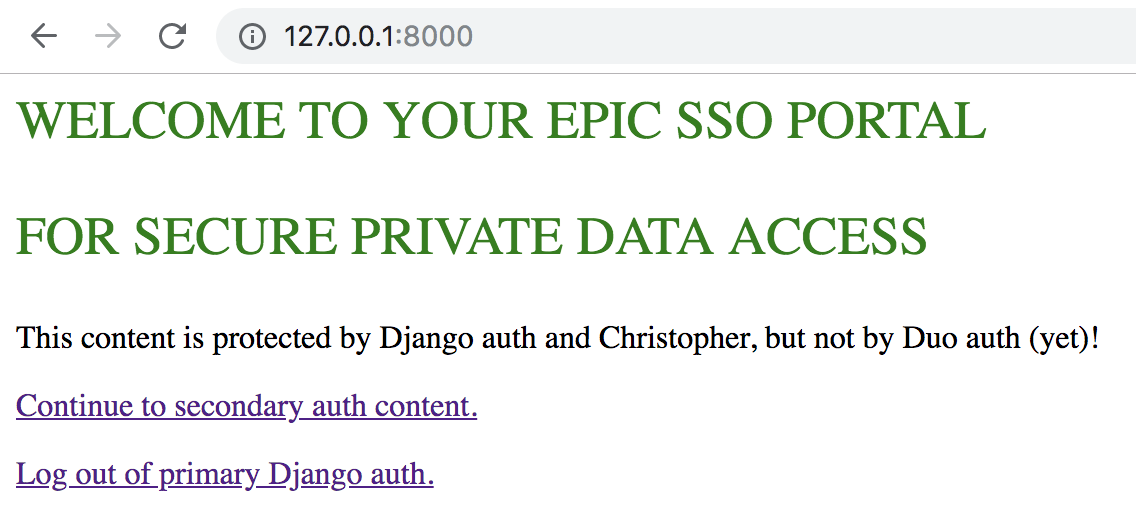 127.0.0.1:8000
WELCOME TO YOUR EPIC SSO PORTAL
FOR SECURE PRIVATE DATA ACCESS
This content is protected by Django auth and Christopher, but not by Duo auth (yet)!
Continue to secondary auth content.
Log out of primary Django auth.